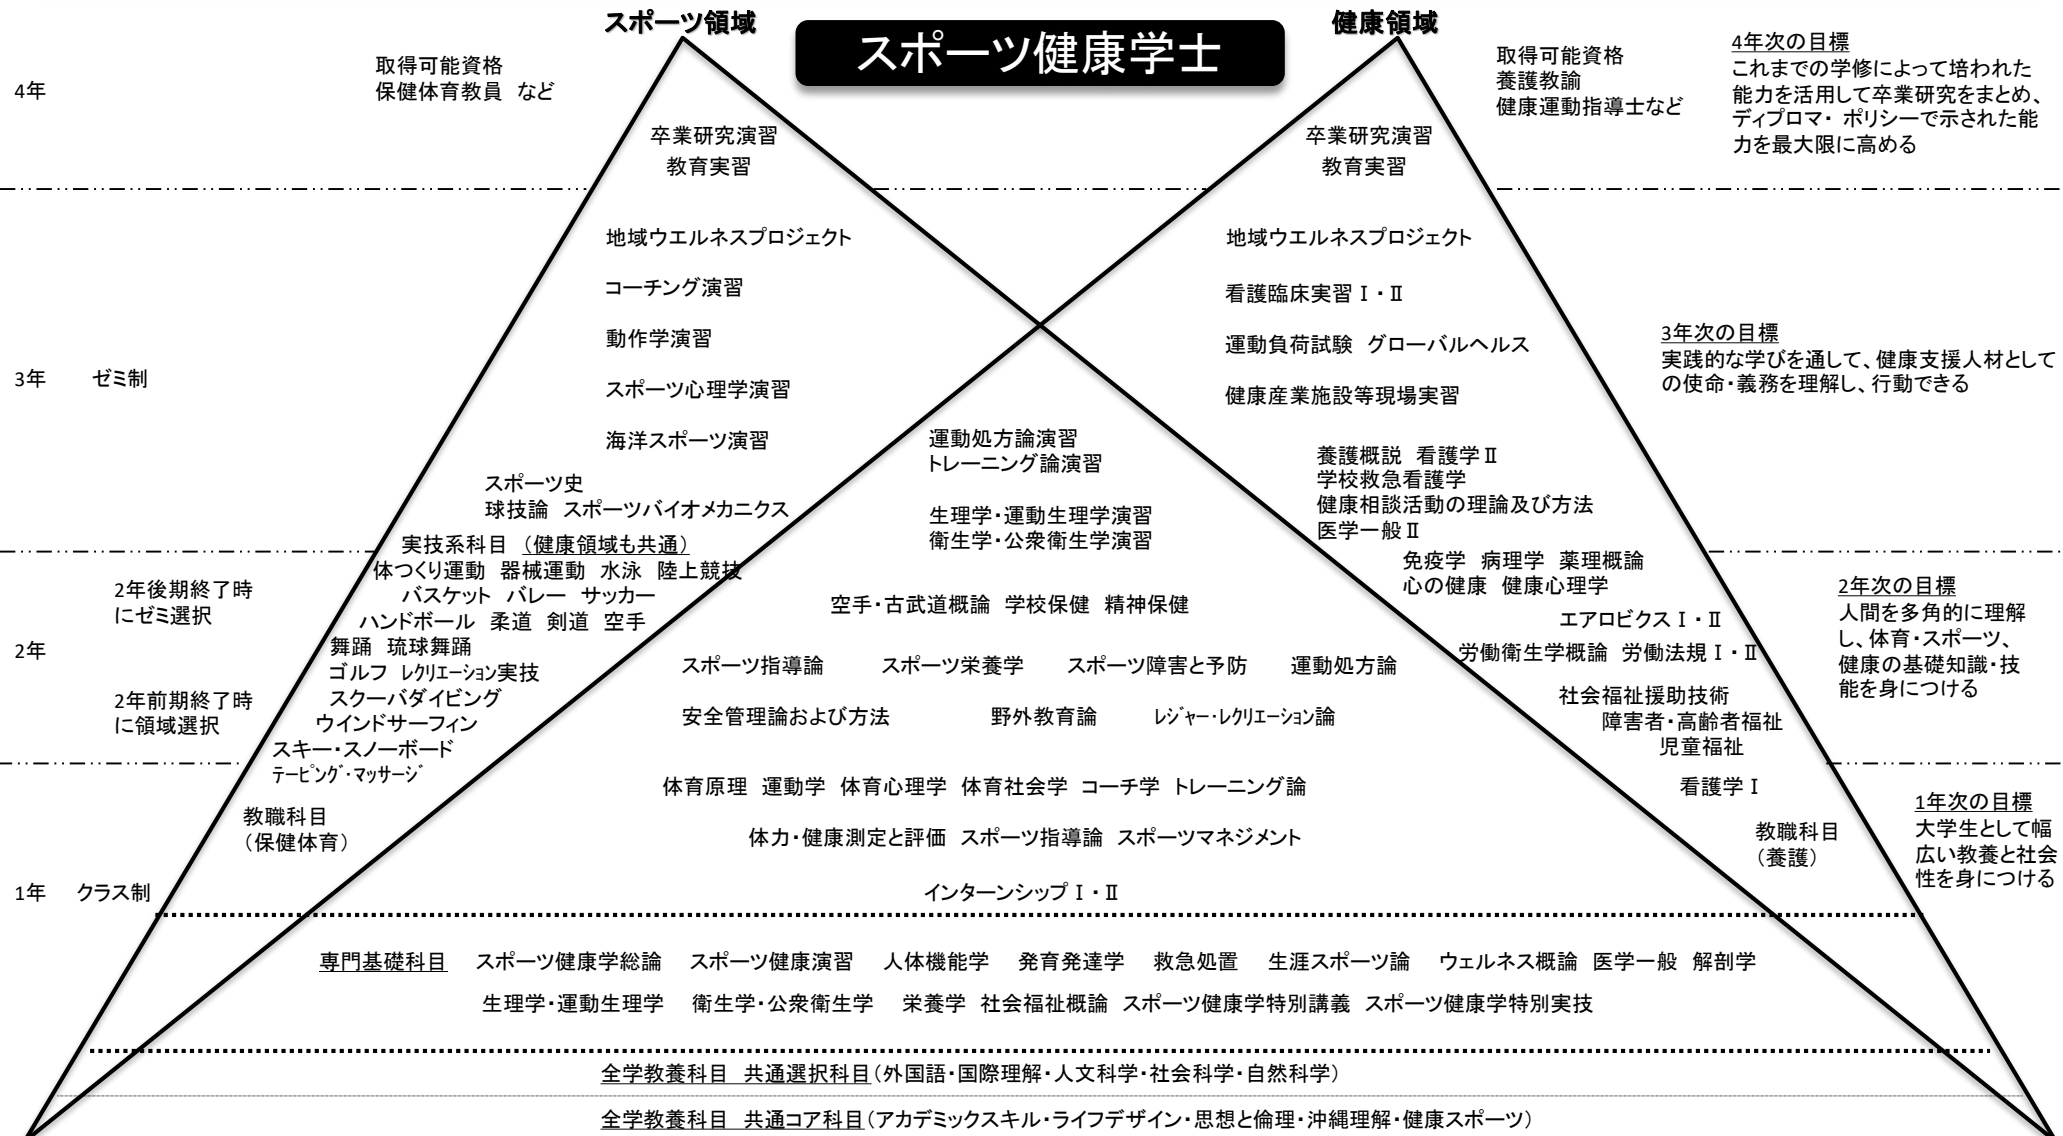 スポーツ領域
スポーツ健康学士
健康領域
4年
取得可能資格
保健体育教員 など
取得可能資格
養護教諭
健康運動指導士など
4年次の目標
これまでの学修によって培われた
能力を活用して卒業研究をまとめ、
ディプロマ・ ポリシーで示された能
力を最大限に高める
卒業研究演習
教育実習
卒業研究演習
教育実習
3年 ゼミ制
地域ウエルネスプロジェクト
コーチング演習
動作学演習
スポーツ心理学演習
海洋スポーツ演習
スポーツ史
球技論 スポーツバイオメカニクス
運動処方論演習
トレーニング論演習
生理学・運動生理学演習
衛生学・公衆衛生学演習
地域ウエルネスプロジェクト
看護臨床実習Ⅰ・Ⅱ
運動負荷試験 グローバルヘルス
健康産業施設等現場実習
養護概説 看護学Ⅱ
学校救急看護学
健康相談活動の理論及び方法
医学一般Ⅱ
3年次の目標
実践的な学びを通して、健康支援人材として
の使命・義務を理解し、行動できる
2年後期終了時
にゼミ選択
2年
2年前期終了時
に領域選択
実技系科目 (健康領域も共通)
体つくり運動 器械運動 水泳 陸上競技
バスケット バレー サッカー
ハンドボール 柔道 剣道 空手
舞踊 琉球舞踊
ゴルフ レクリエーション実技
スクーバダイビング
ウインドサーフィン
スキー・スノーボード
テーピング・マッサージ
空手・古武道概論 学校保健 精神保健
スポーツ指導論 スポーツ栄養学 スポーツ障害と予防 運動処方論
安全管理論および方法 野外教育論 レジャー・レクリエーション論
免疫学 病理学 薬理概論
心の健康 健康心理学
エアロビクスⅠ・Ⅱ
労働衛生学概論 労働法規Ⅰ・Ⅱ
社会福祉援助技術
障害者・高齢者福祉
児童福祉
2年次の目標
人間を多角的に理解
し、体育・スポーツ、
健康の基礎知識・技
能を身につける
1年 クラス制
教職科目
(保健体育)
体育原理 運動学 体育心理学 体育社会学 コーチ学 トレーニング論
体力・健康測定と評価 スポーツ指導論 スポーツマネジメント
インターンシップⅠ・Ⅱ
看護学Ⅰ
教職科目
(養護)
1年次の目標
大学生として幅
広い教養と社会
性を身につける
専門基礎科目 スポーツ健康学総論 スポーツ健康演習 人体機能学 発育発達学 救急処置 生涯スポーツ論 ウェルネス概論 医学一般 解剖学
生理学・運動生理学 衛生学・公衆衛生学 栄養学 社会福祉概論 スポーツ健康学特別講義 スポーツ健康学特別実技
全学教養科目 共通選択科目(外国語・国際理解・人文科学・社会科学・自然科学)
全学教養科目 共通コア科目(アカデミックスキル・ライフデザイン・思想と倫理・沖縄理解・健康スポーツ)